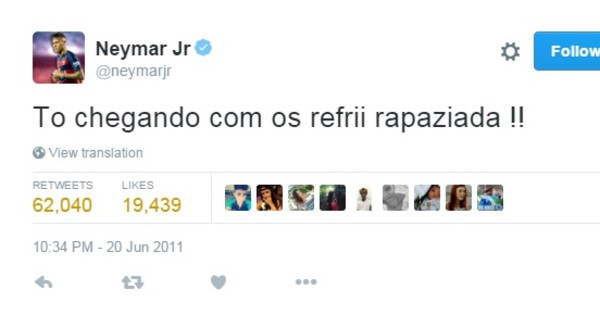 Neymar Jr
@neymarjr
Follow
To chegando com os refrii rapaziada !!
View translation
RETWEETS LIKES
62,040 19,439
10:34 PM - 20 Jun 2011